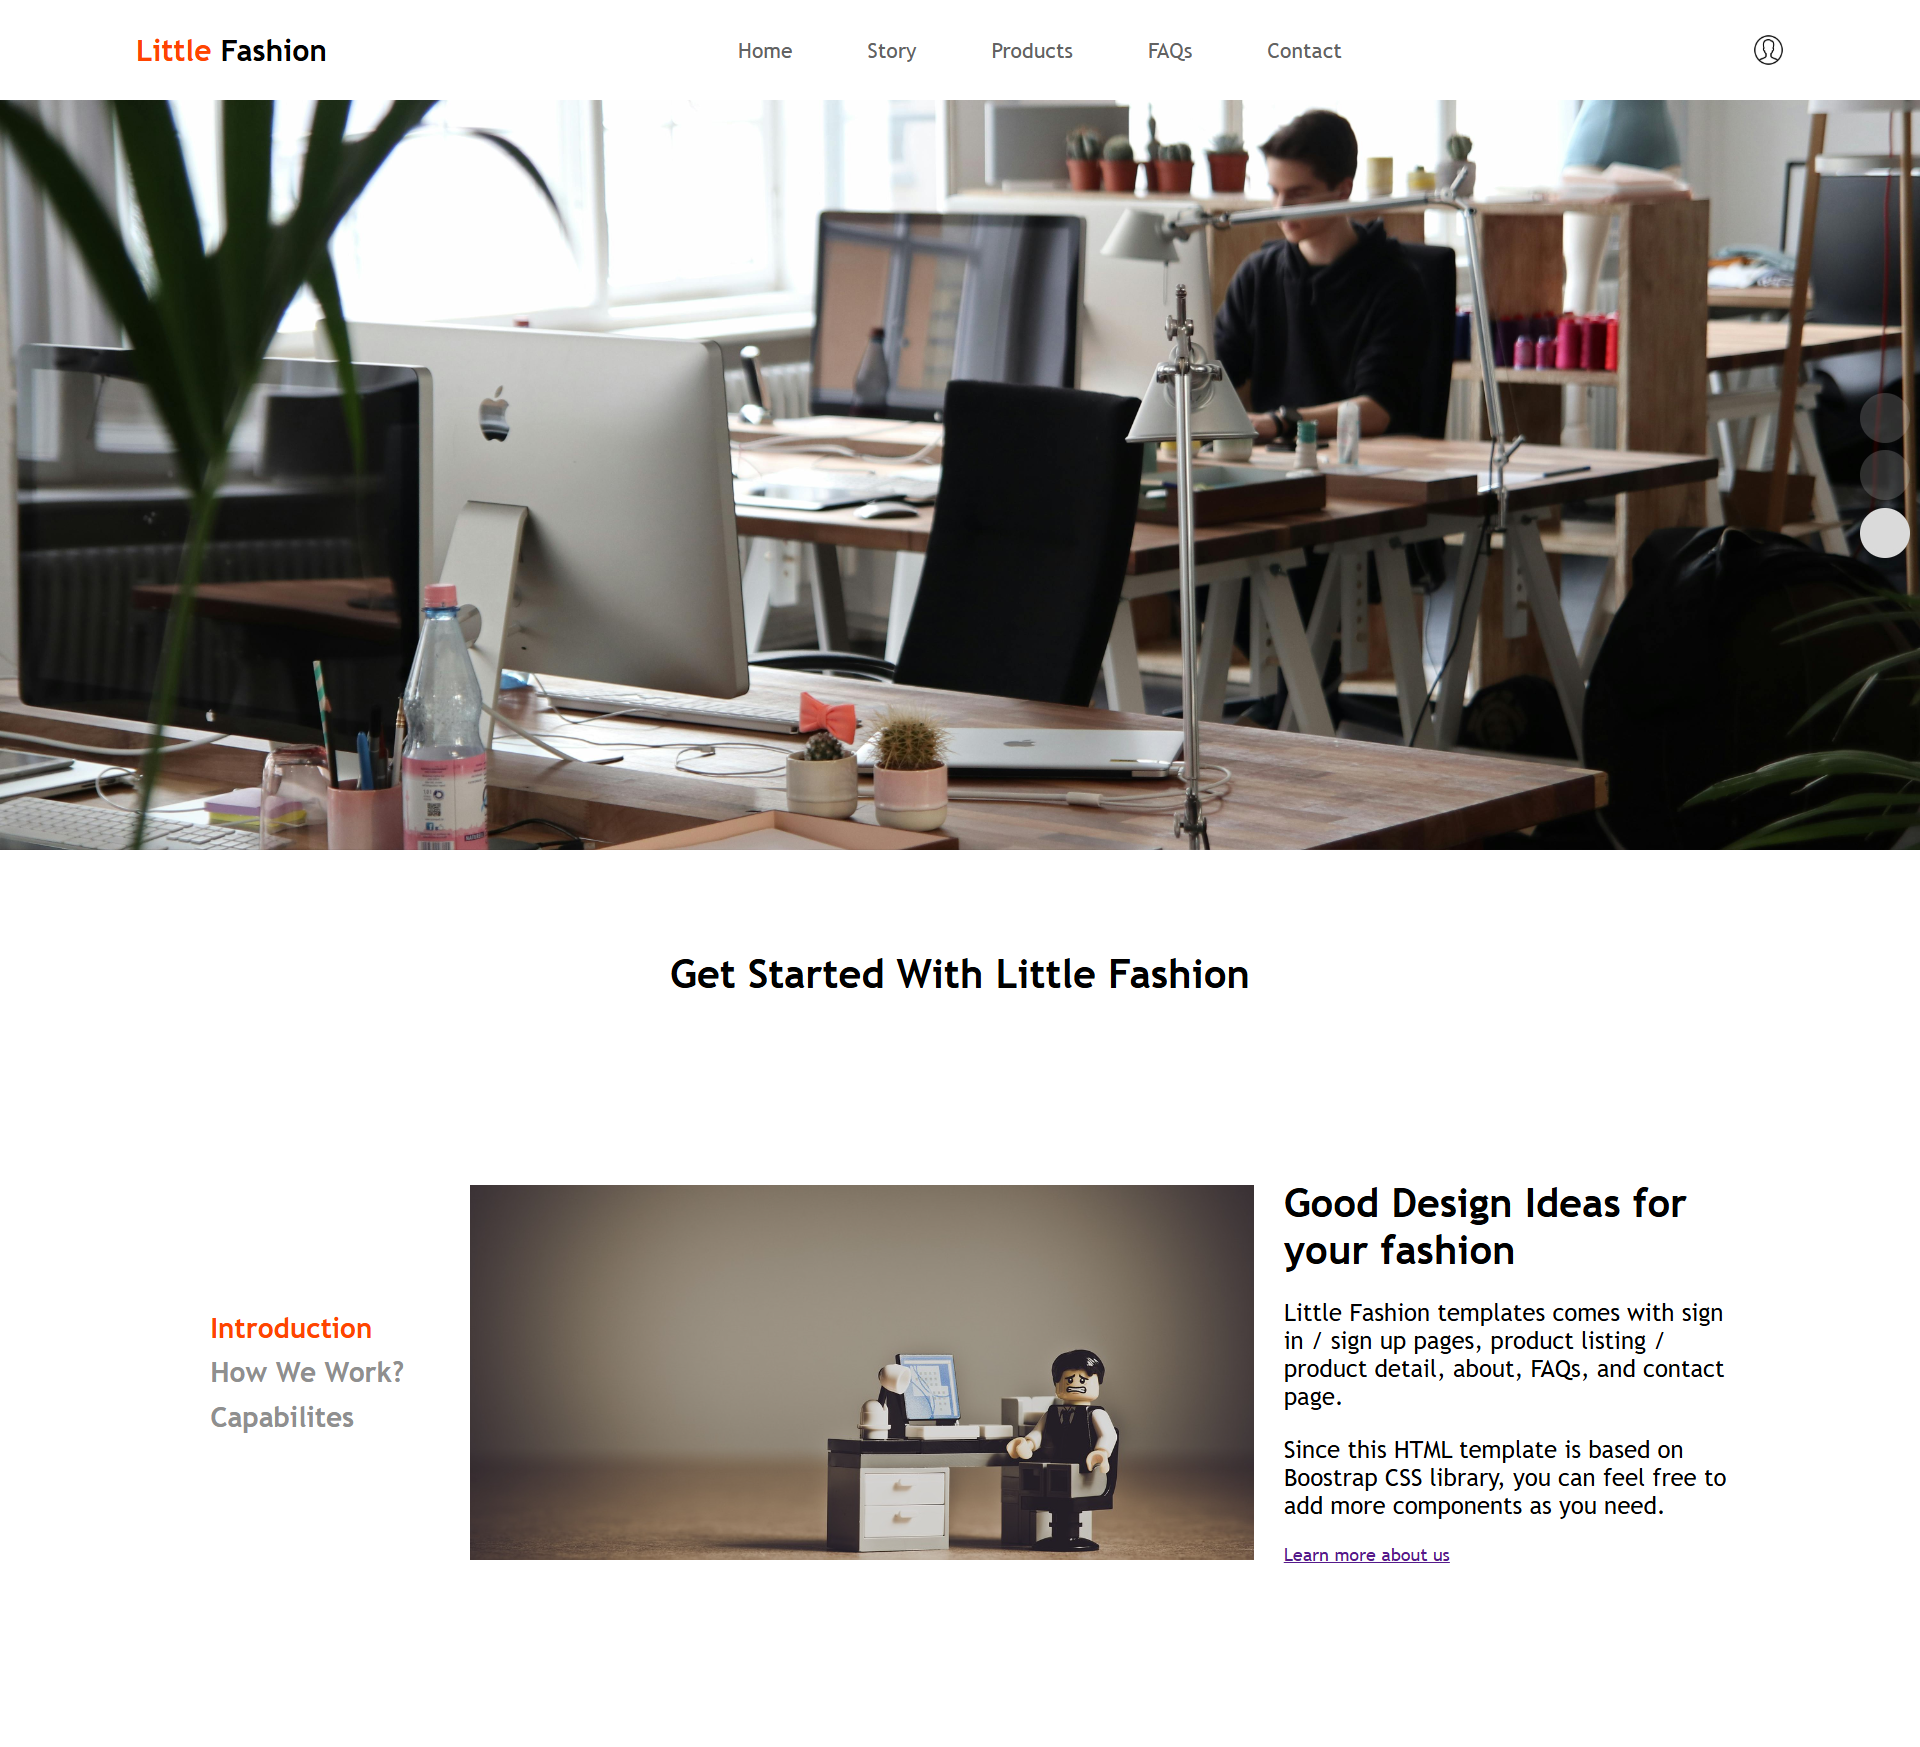 Little Fashion
Home
Story
Products
FAQs
Contact
Get Started With Little Fashion
Introduction
How We Work?
Capabilites
Good Design Ideas for
your fashion
Little Fashion templates comes with sign
in / sign up pages, product listing /
product detail, about, FAQs, and contact
page.
Since this HTML template is based on
Boostrap CSS library, you can feel free to
add more components as you need.
Learn more about us